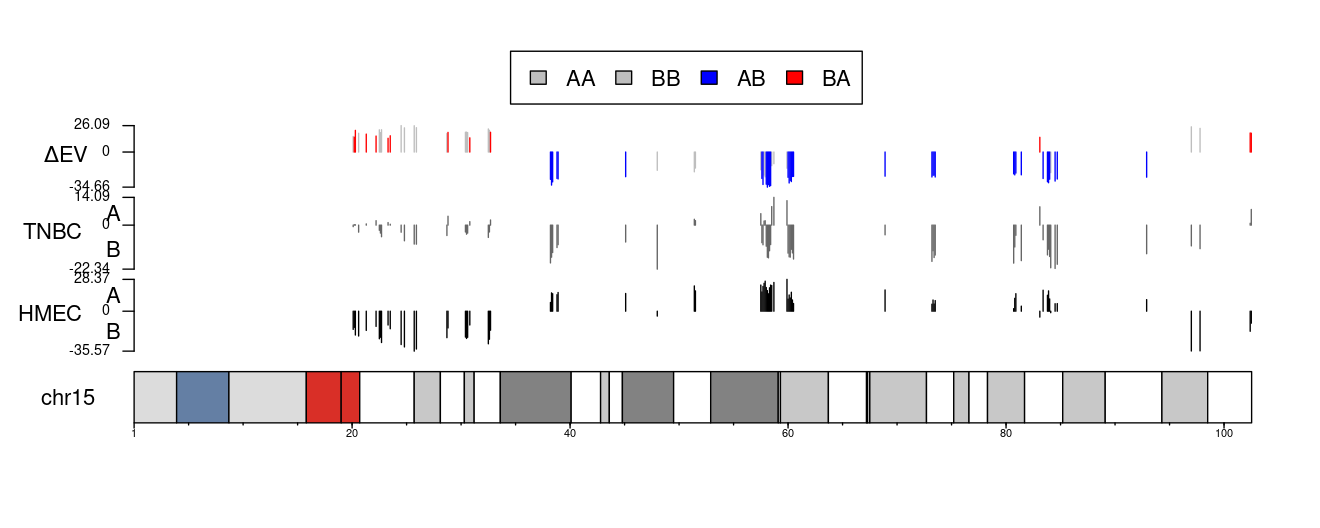 AA BB AB BA
26.09
ΔEV 0
-34.66
14.09
A
TNBC 0
B
-22.34
28.37
A
HMEC 0
B
-35.57
chr15
1 20 40 60 80 100